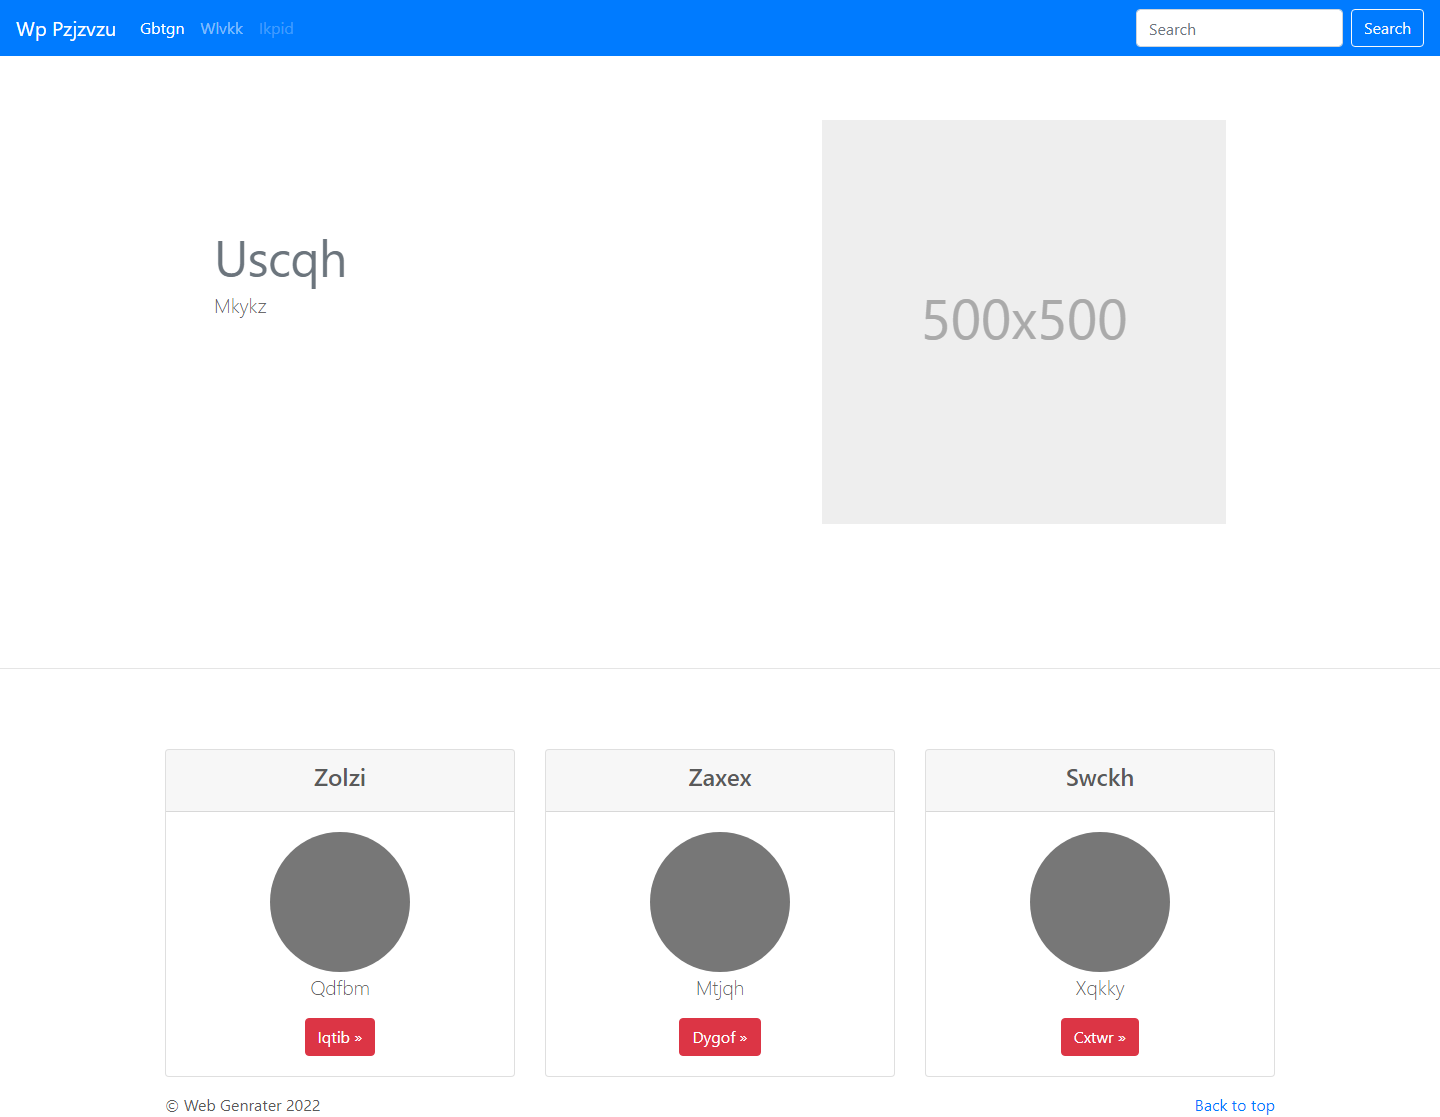 Wp Pzjzvzu Gbtgn Wlvkk Ikpid Search Search
Uscqh
Mkykz
500x500
Zolzi Zaxex Swckh
Qdfbm Mtjqh Xqkky
Iqtib » Dygof » Cxtwr »
© Web Genrater 2022 Back to top